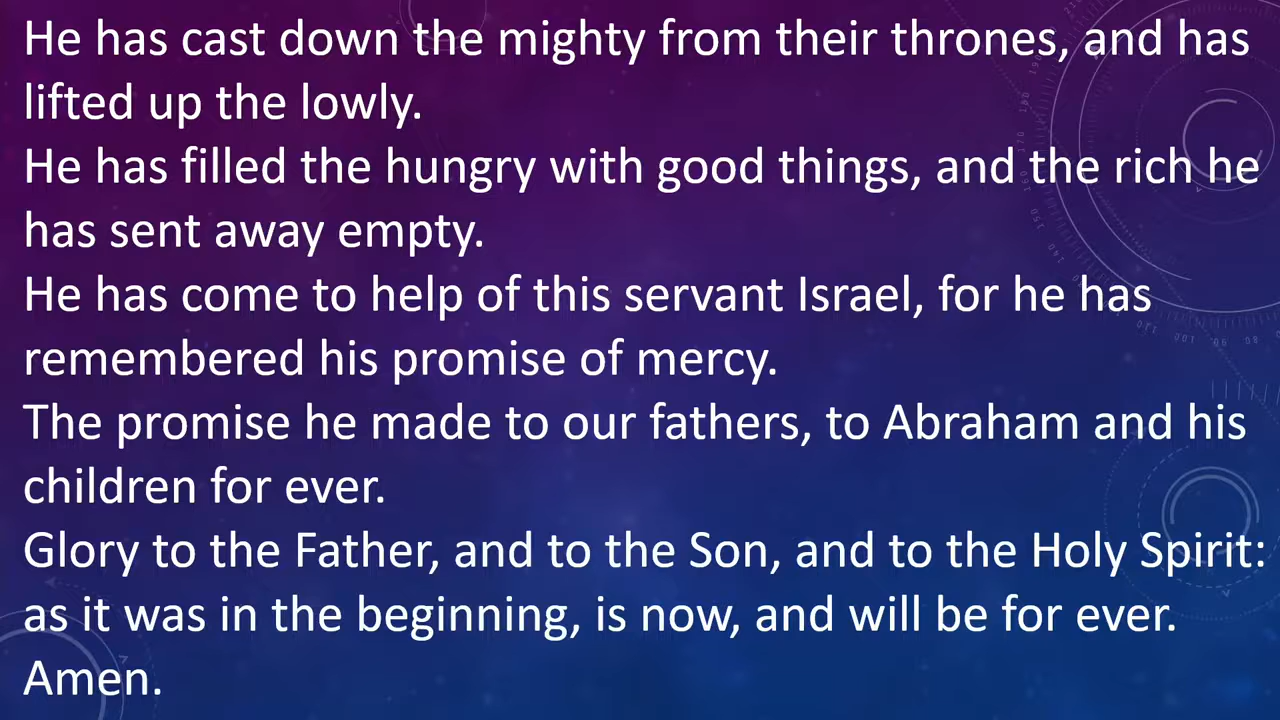 He has cast down the mighty from their thrones, and has
lifted up the lowly.
He has filled the hungry with good things, and the rich he
has sent away empty.
He has come to help of this servant Israel, for he has
remembered his promise of mercy.
The promise he made to our fathers, to Abraham and his
children for ever.
Glory to the Father, and to the Son, and to the Holy Spirit:
as it was in the beginning, is now, and will be for ever.
Amen.